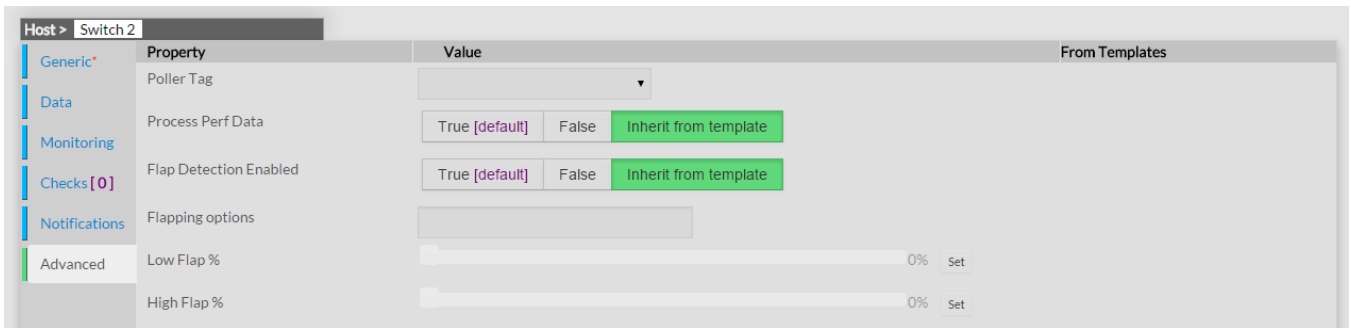 Host > Switch 2
Property Value From Templates
Generic*
Data
Monitoring
Checks [ 0 ]
Notifications
Advanced
Poller Tag
Process Perf Data True [default] False Inherit from template
Flap Detection Enabled True [default] False Inherit from template
Flapping options
Low Flap % 0% Set
High Flap % 0% Set